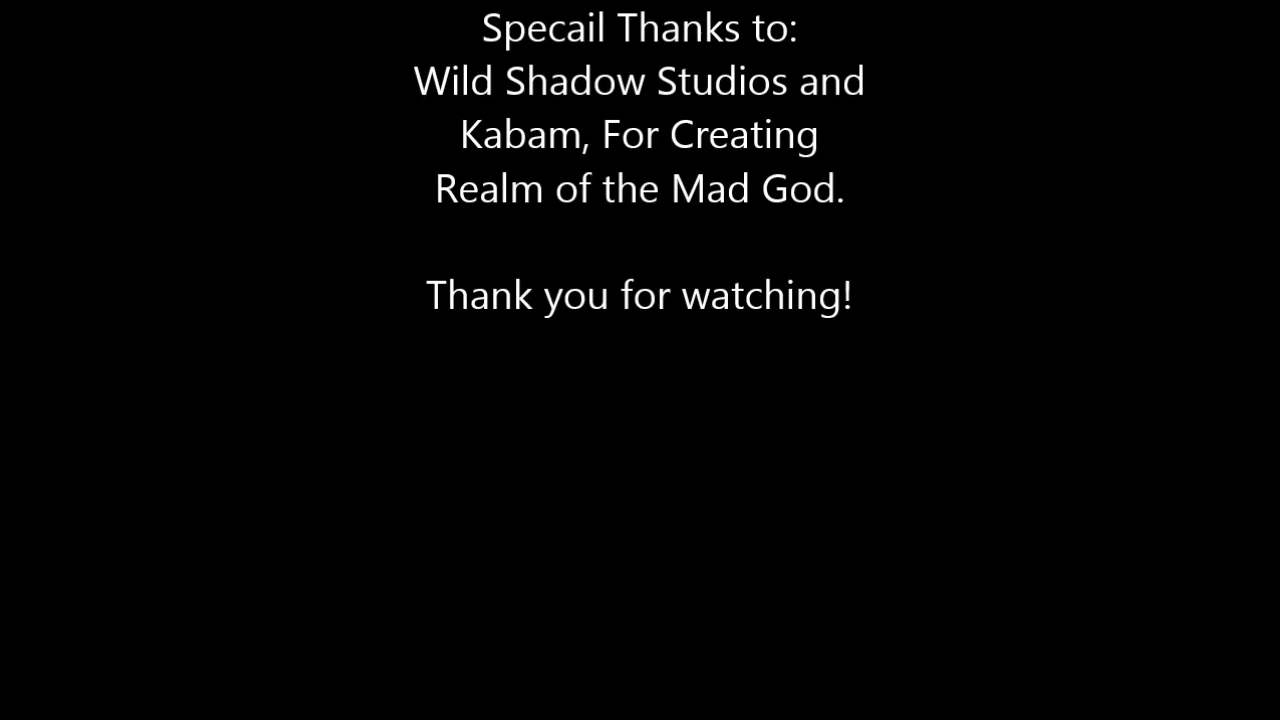 Specail Thanks to:
Wild Shadow Studios and
Kabam, For Creating
Realm of the Mad God.
Thank you for watching!